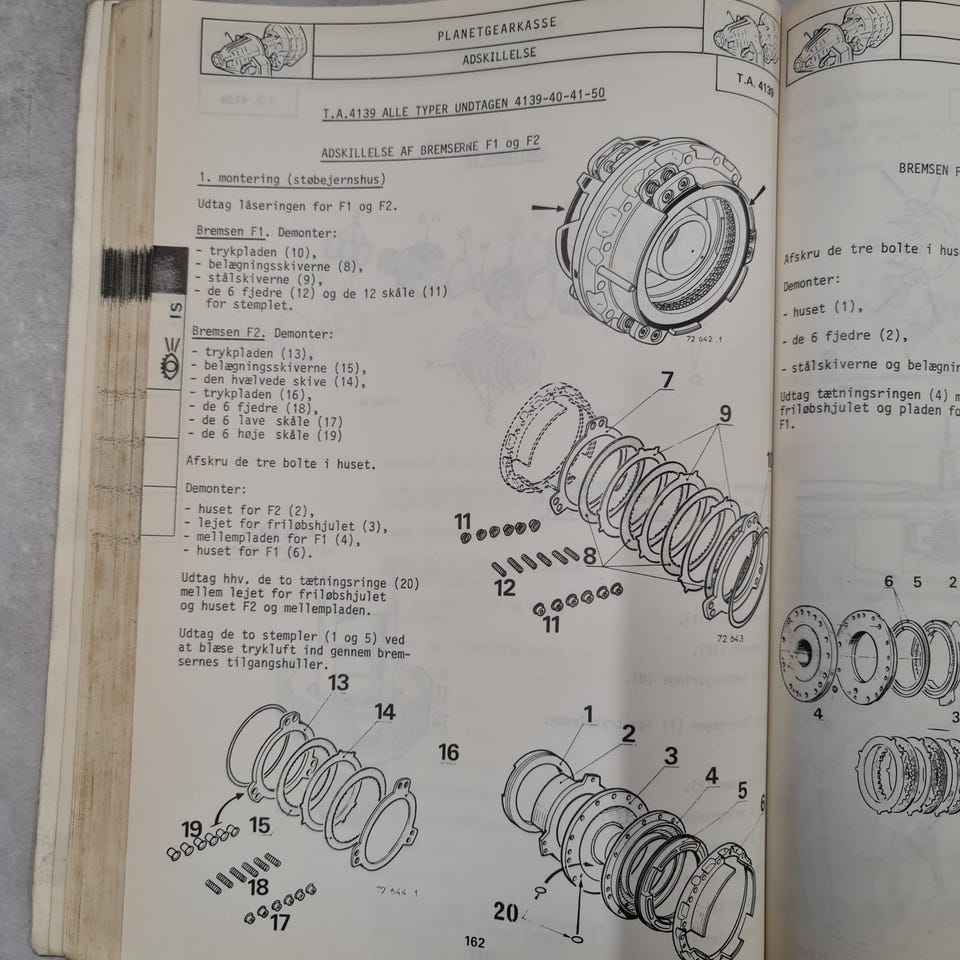 PLANETGEARKASSE
ADSKILLELSE
T.A. 4139
T.A.4139 ALLE TYPER UNDTAGEN 4139-40-41-50
ADSKILLELSE AF BREMSERNE F1 og F2
1. montering (støbejernshus)
Udtag låseringen for F1 og F2.
Bremsen F1. Demonter:
- trykpladen (10),
- belægningsskiverne (8),
- stålskiverne (9),
- de 6 fjedre (12) og de 12 skåle (11)
for stemplet.
Bremsen F2. Demonter:
- trykpladen (13),
- belægningsskiverne (15),
- den hvælvede skive (14),
- trykpladen (16),
- de 6 fjedre (18),
- de 6 lave skåle (17)
- de 6 høje skåle (19)
Afskru de tre bolte i huset.
Demonter:
- huset for F2 (2),
- lejet for friløbshjulet (3),
- mellempladen for F1 (4),
- huset for F1 (6).
Udtag hhv. de to tætningsringe (20)
mellem lejet for friløbshjulet
og huset F2 og mellempladen.
Udtag de to stempler (1 og 5) ved
at blæse trykluft ind gennem brem-
sernes tilgangshuller.
IS
72 642 1
7
9
11
8
12
11
72 643
13
14
16
19
15
18
17
72 644 1
1
2
3
4
5
6
20
162
BREMSEN F
Afskru de tre bolte i hus
Demonter:
- huset (1),
- de 6 fjedre (2),
- stålskiverne og belægnin
Udtag tætningsringen (4) m
friløbshjulet og pladen fo
F1.
6 5 2
4
3